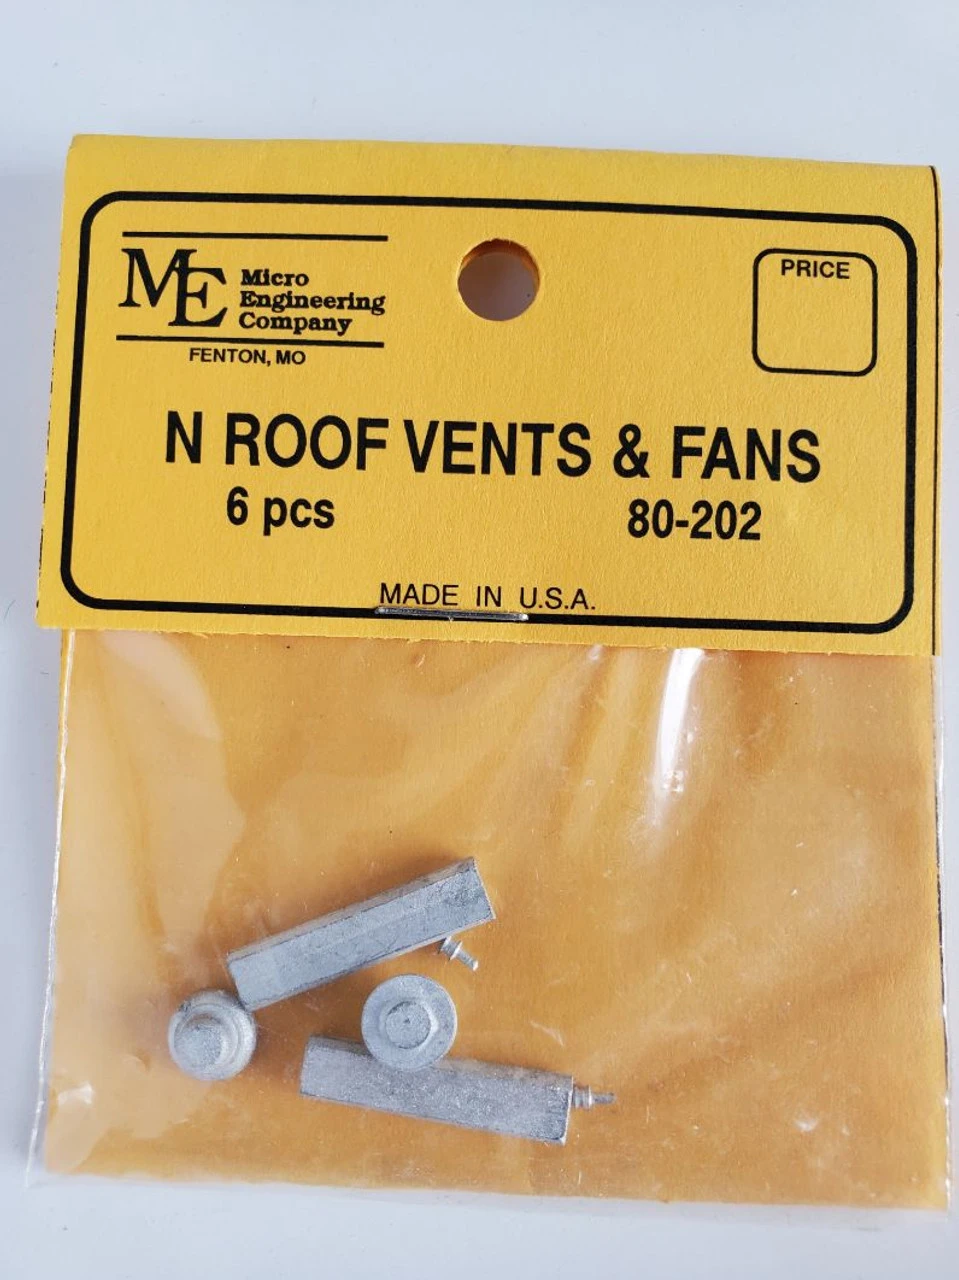 ME Micro
Engineering
Company
FENTON, MO
PRICE
N ROOF VENTS & FANS
6 pcs 80-202
MADE IN U.S.A.